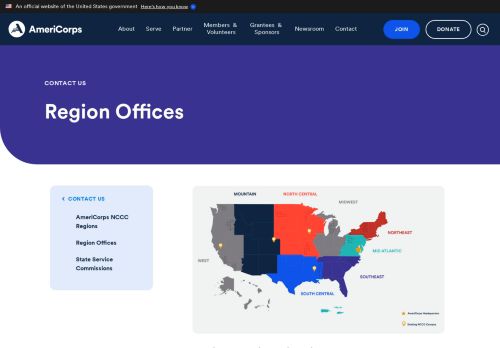 An official website of the United States government Here's how you know
AmeriCorps
About
Serve
Partner
Members &
Volunteers
Grantees &
Sponsors
Newsroom
Contact
JOIN
DONATE
CONTACT US
Region Offices
CONTACT US
AmeriCorps NCCC
Regions
Region Offices
State Service
Commissions
MOUNTAIN
NORTH CENTRAL
MIDWEST
NORTHEAST
MID-ATLANTIC
WEST
SOUTHEAST
SOUTH CENTRAL
AmeriCorps Headquarters
Existing NCCC Campus